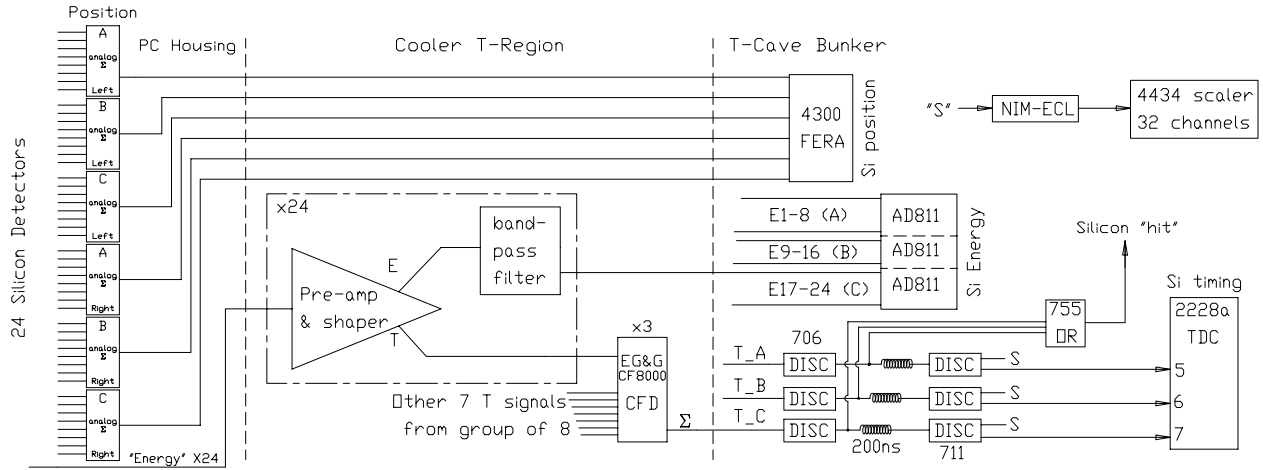 Position
PC Housing
Cooler T-Region
T-Cave Bunker
24 Silicon Detectors
A
analog
Σ
Left
B
analog
Σ
Left
C
analog
Σ
Left
A
analog
Σ
Right
B
analog
Σ
Right
C
analog
Σ
Right
"Energy" X24
x24
Pre-amp
& shaper
E
T
band-
pass
filter
x3
EG&G
CF8000
CFD
Other 7 T signals
from group of 8
Σ
4300
FERA
Si position
"S"
NIM-ECL
4434 scaler
32 channels
E1-8 (A)
E9-16 (B)
E17-24 (C)
AD811
AD811
AD811
Si Energy
Silicon "hit"
755
OR
Si timing
2228a
TDC
5
6
7
706
T_A
DISC
DISC
S
T_B
DISC
DISC
S
T_C
DISC
DISC
S
200ns
711